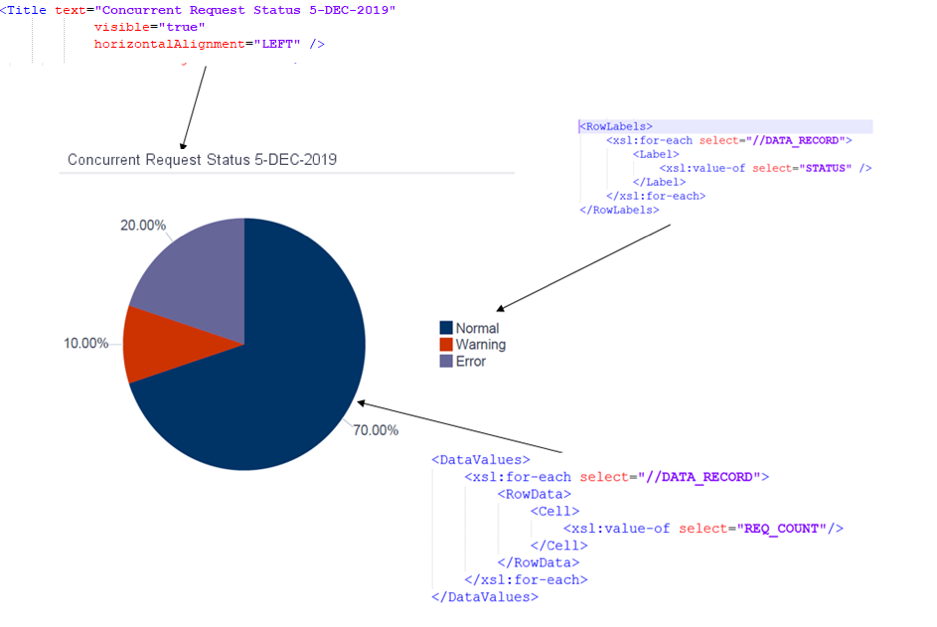 <Title text="Concurrent Request Status 5-DEC-2019"
visible="true"
horizontalAlignment="LEFT" />
Concurrent Request Status 5-DEC-2019
<RowLabels>
<xsl:for-each select="//DATA_RECORD">
<Label>
<xsl:value-of select="STATUS" />
</Label>
</xsl:for-each>
</RowLabels>
20.00%
10.00%
70.00%
Normal
Warning
Error
<DataValues>
<xsl:for-each select="//DATA_RECORD">
<RowData>
<Cell>
<xsl:value-of select="REQ_COUNT"/>
</Cell>
</RowData>
</xsl:for-each>
</DataValues>